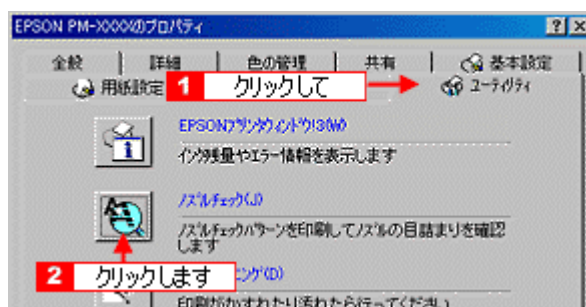 EPSON PM-XXXXのプロパティ
全般 詳細 色の管理 共有 基本設定
用紙設定 1 クリックして ユーティリティ
EPSONプリンタウィンドウ!3(W)
インク残量やエラー情報を表示します
ノズルチェック(J)
ノズルチェックパターンを印刷してノズルの目詰まりを確認
します
2 クリックします ニング(D)
印刷がかすれたり汚れたら行ってください